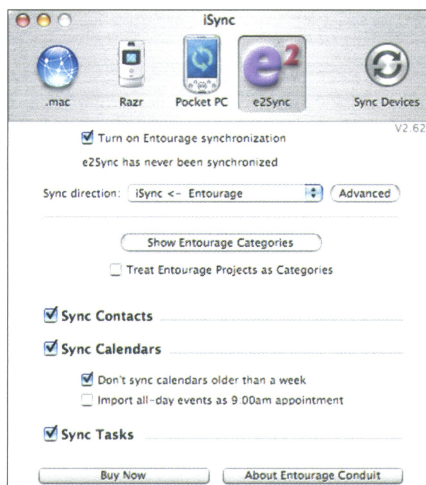 iSync
.mac Razr Pocket PC e2Sync Sync Devices
V2.62
Turn on Entourage synchronization
e2Sync has never been synchronized
Sync direction: iSync <- Entourage Advanced
Show Entourage Categories
Treat Entourage Projects as Categories
Sync Contacts
Sync Calendars
Don't sync calendars older than a week
Import all-day events as 9:00am appointment
Sync Tasks
Buy Now About Entourage Conduit